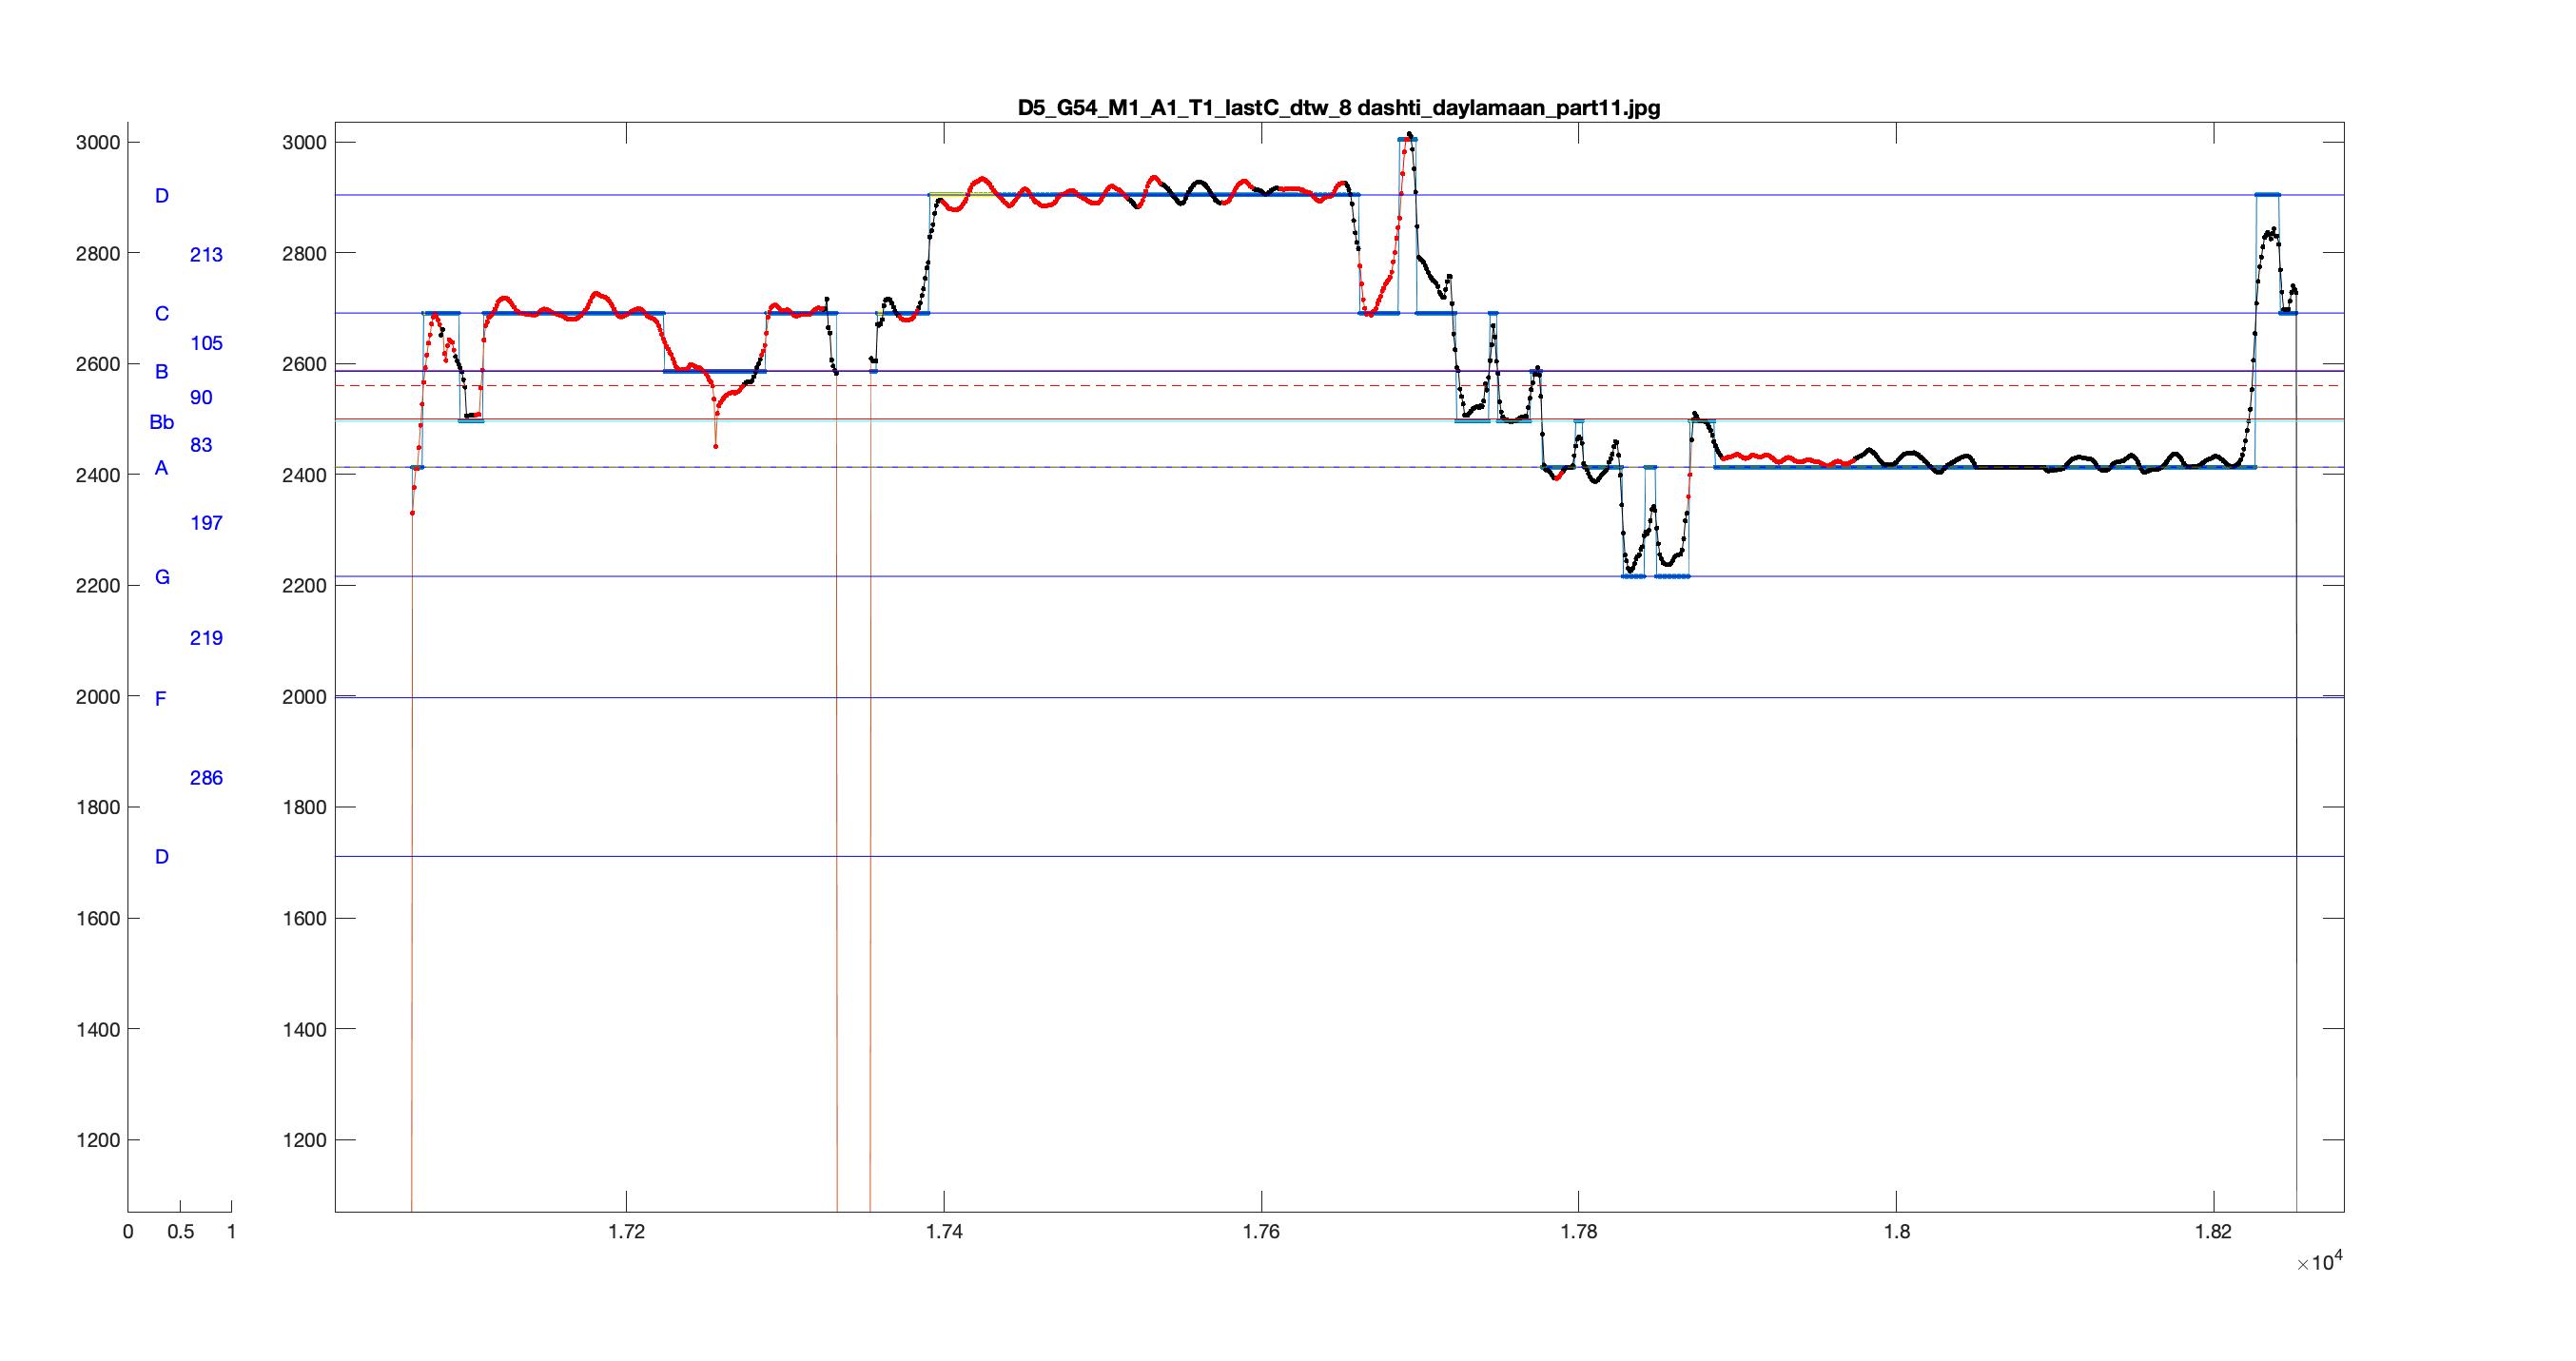 D5_G54_M1_A1_T1_lastC_dtw_8 dashti_daylamaan_part11.jpg
3000 3000
D
2800 213 2800
C
105
2600 2600
B
90
Bb
83
A
2400 2400
197
G
2200 2200
219
2000 F 2000
286
1800 1800
D
1600 1600
1400 1400
1200 1200
0 0.5 1 1.72 1.74 1.76 1.78 1.8 1.82
×10⁴